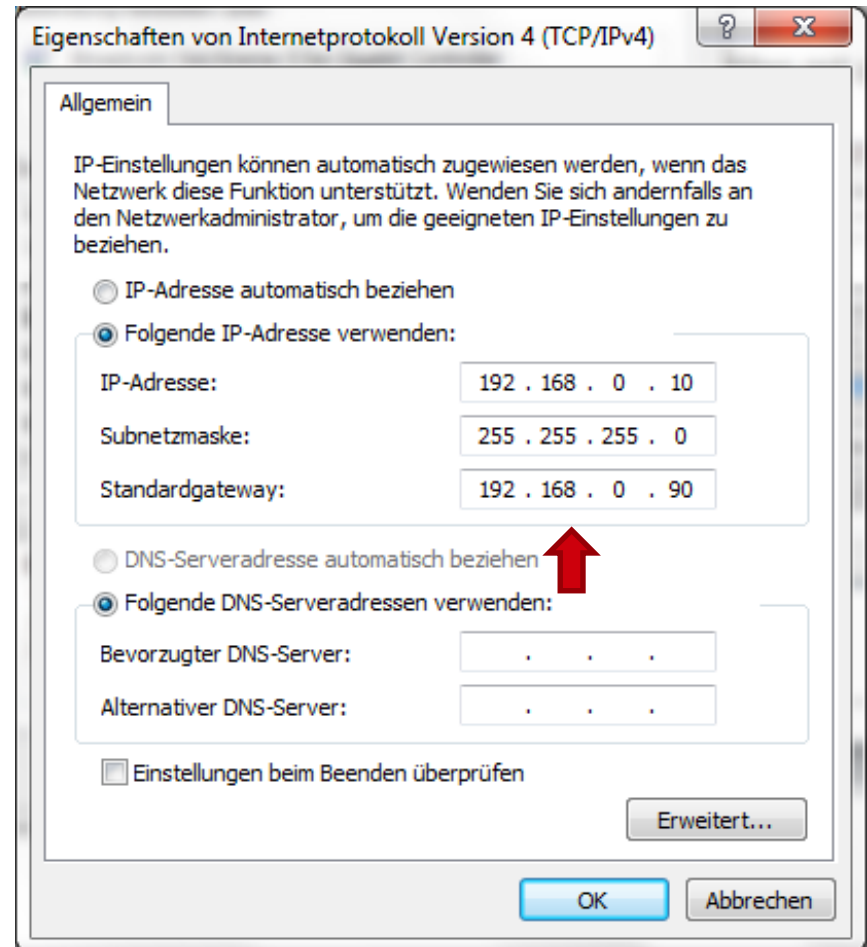 Eigenschaften von Internetprotokoll Version 4 (TCP/IPv4)
Allgemein
IP-Einstellungen können automatisch zugewiesen werden, wenn das
Netzwerk diese Funktion unterstützt. Wenden Sie sich andernfalls an
den Netzwerkadministrator, um die geeigneten IP-Einstellungen zu
beziehen.
IP-Adresse automatisch beziehen
Folgende IP-Adresse verwenden:
IP-Adresse: 192 . 168 . 0 . 10
Subnetzmaske: 255 . 255 . 255 . 0
Standardgateway: 192 . 168 . 0 . 90
DNS-Serveradresse automatisch beziehen
Folgende DNS-Serveradressen verwenden:
Bevorzugter DNS-Server: . . .
Alternativer DNS-Server: . . .
Einstellungen beim Beenden überprüfen
Erweitert...
OK Abbrechen